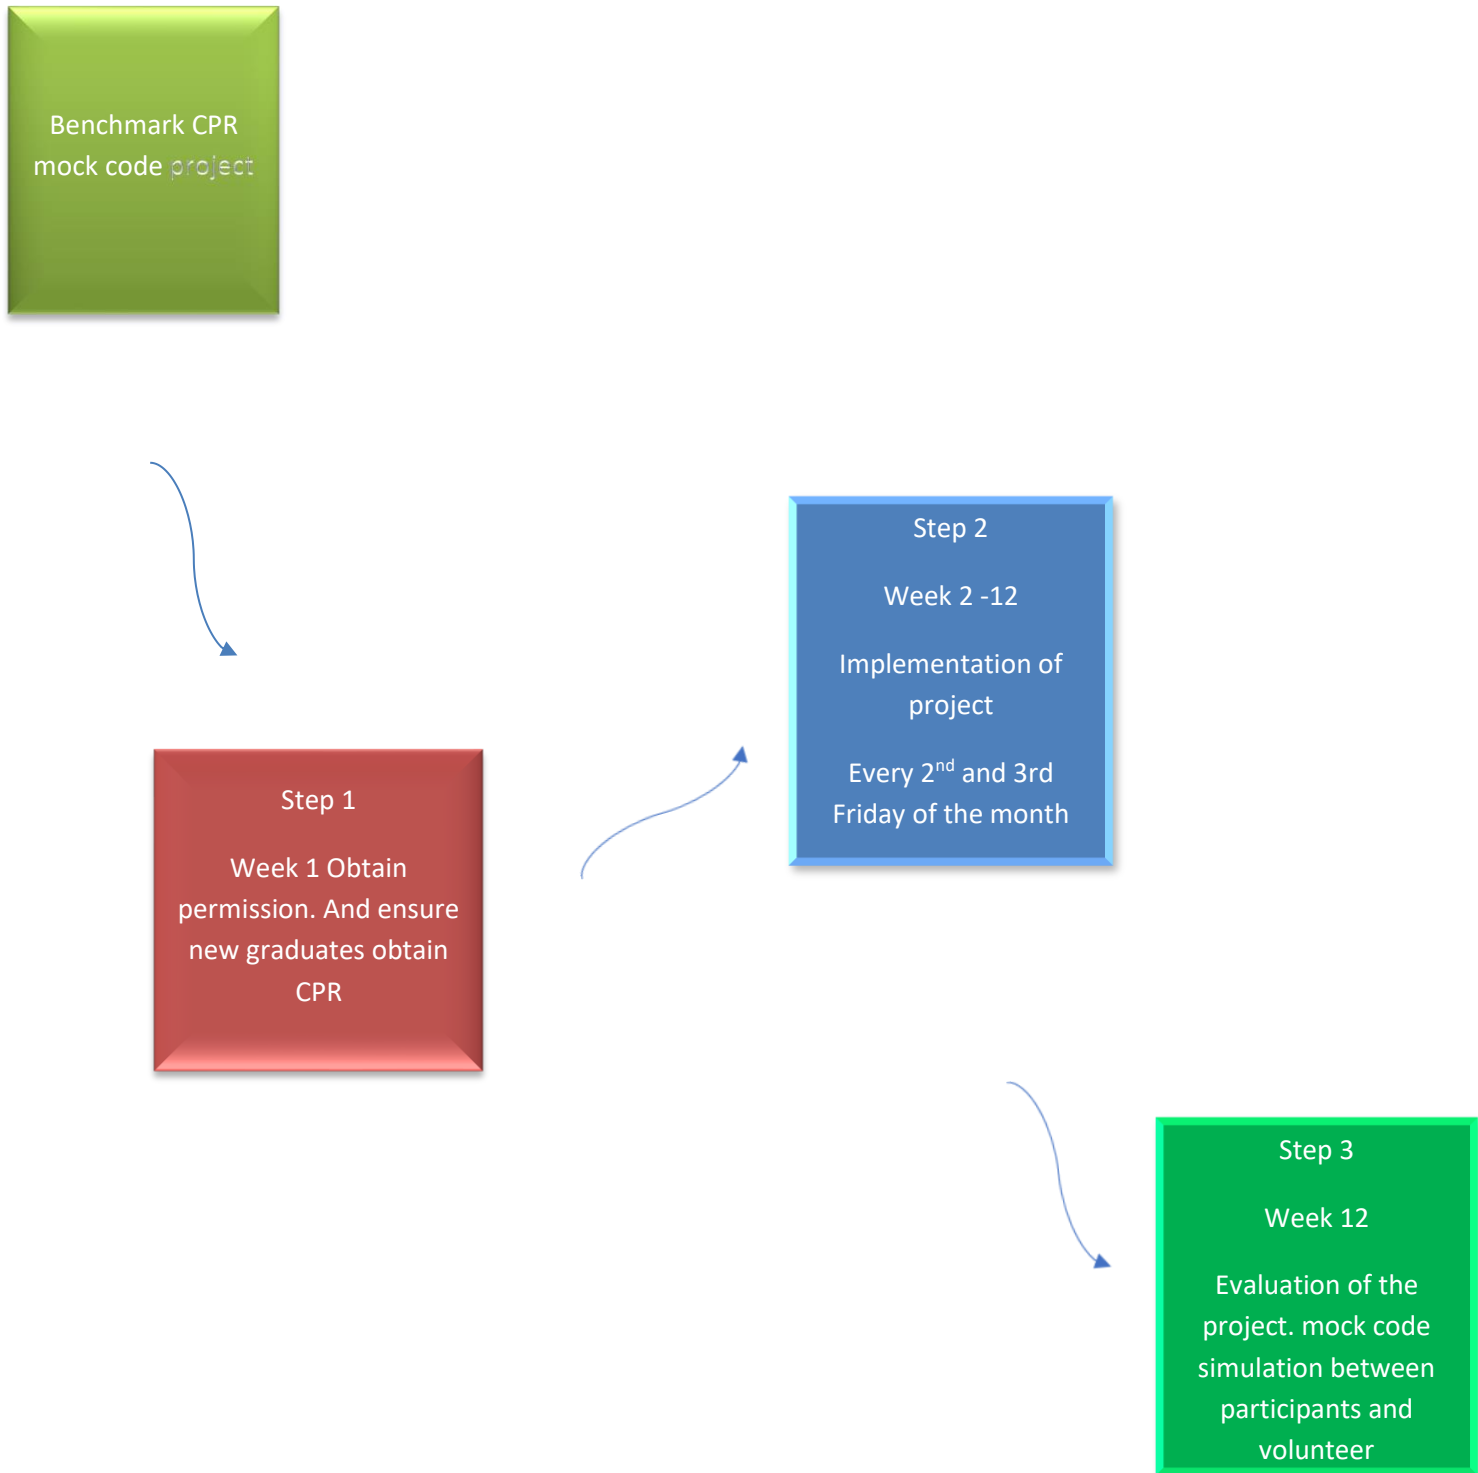 Benchmark CPR
mock code project
Step 1
Week 1 Obtain
permission. And ensure
new graduates obtain
CPR
Step 2
Week 2 -12
Implementation of
project
Every 2nd and 3rd
Friday of the month
Step 3
Week 12
Evaluation of the
project. mock code
simulation between
participants and
volunteer